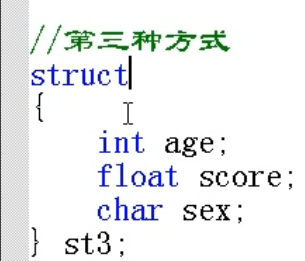 //第三种方式
struct
{
    int age;
    float score;
    char sex;
} st3;